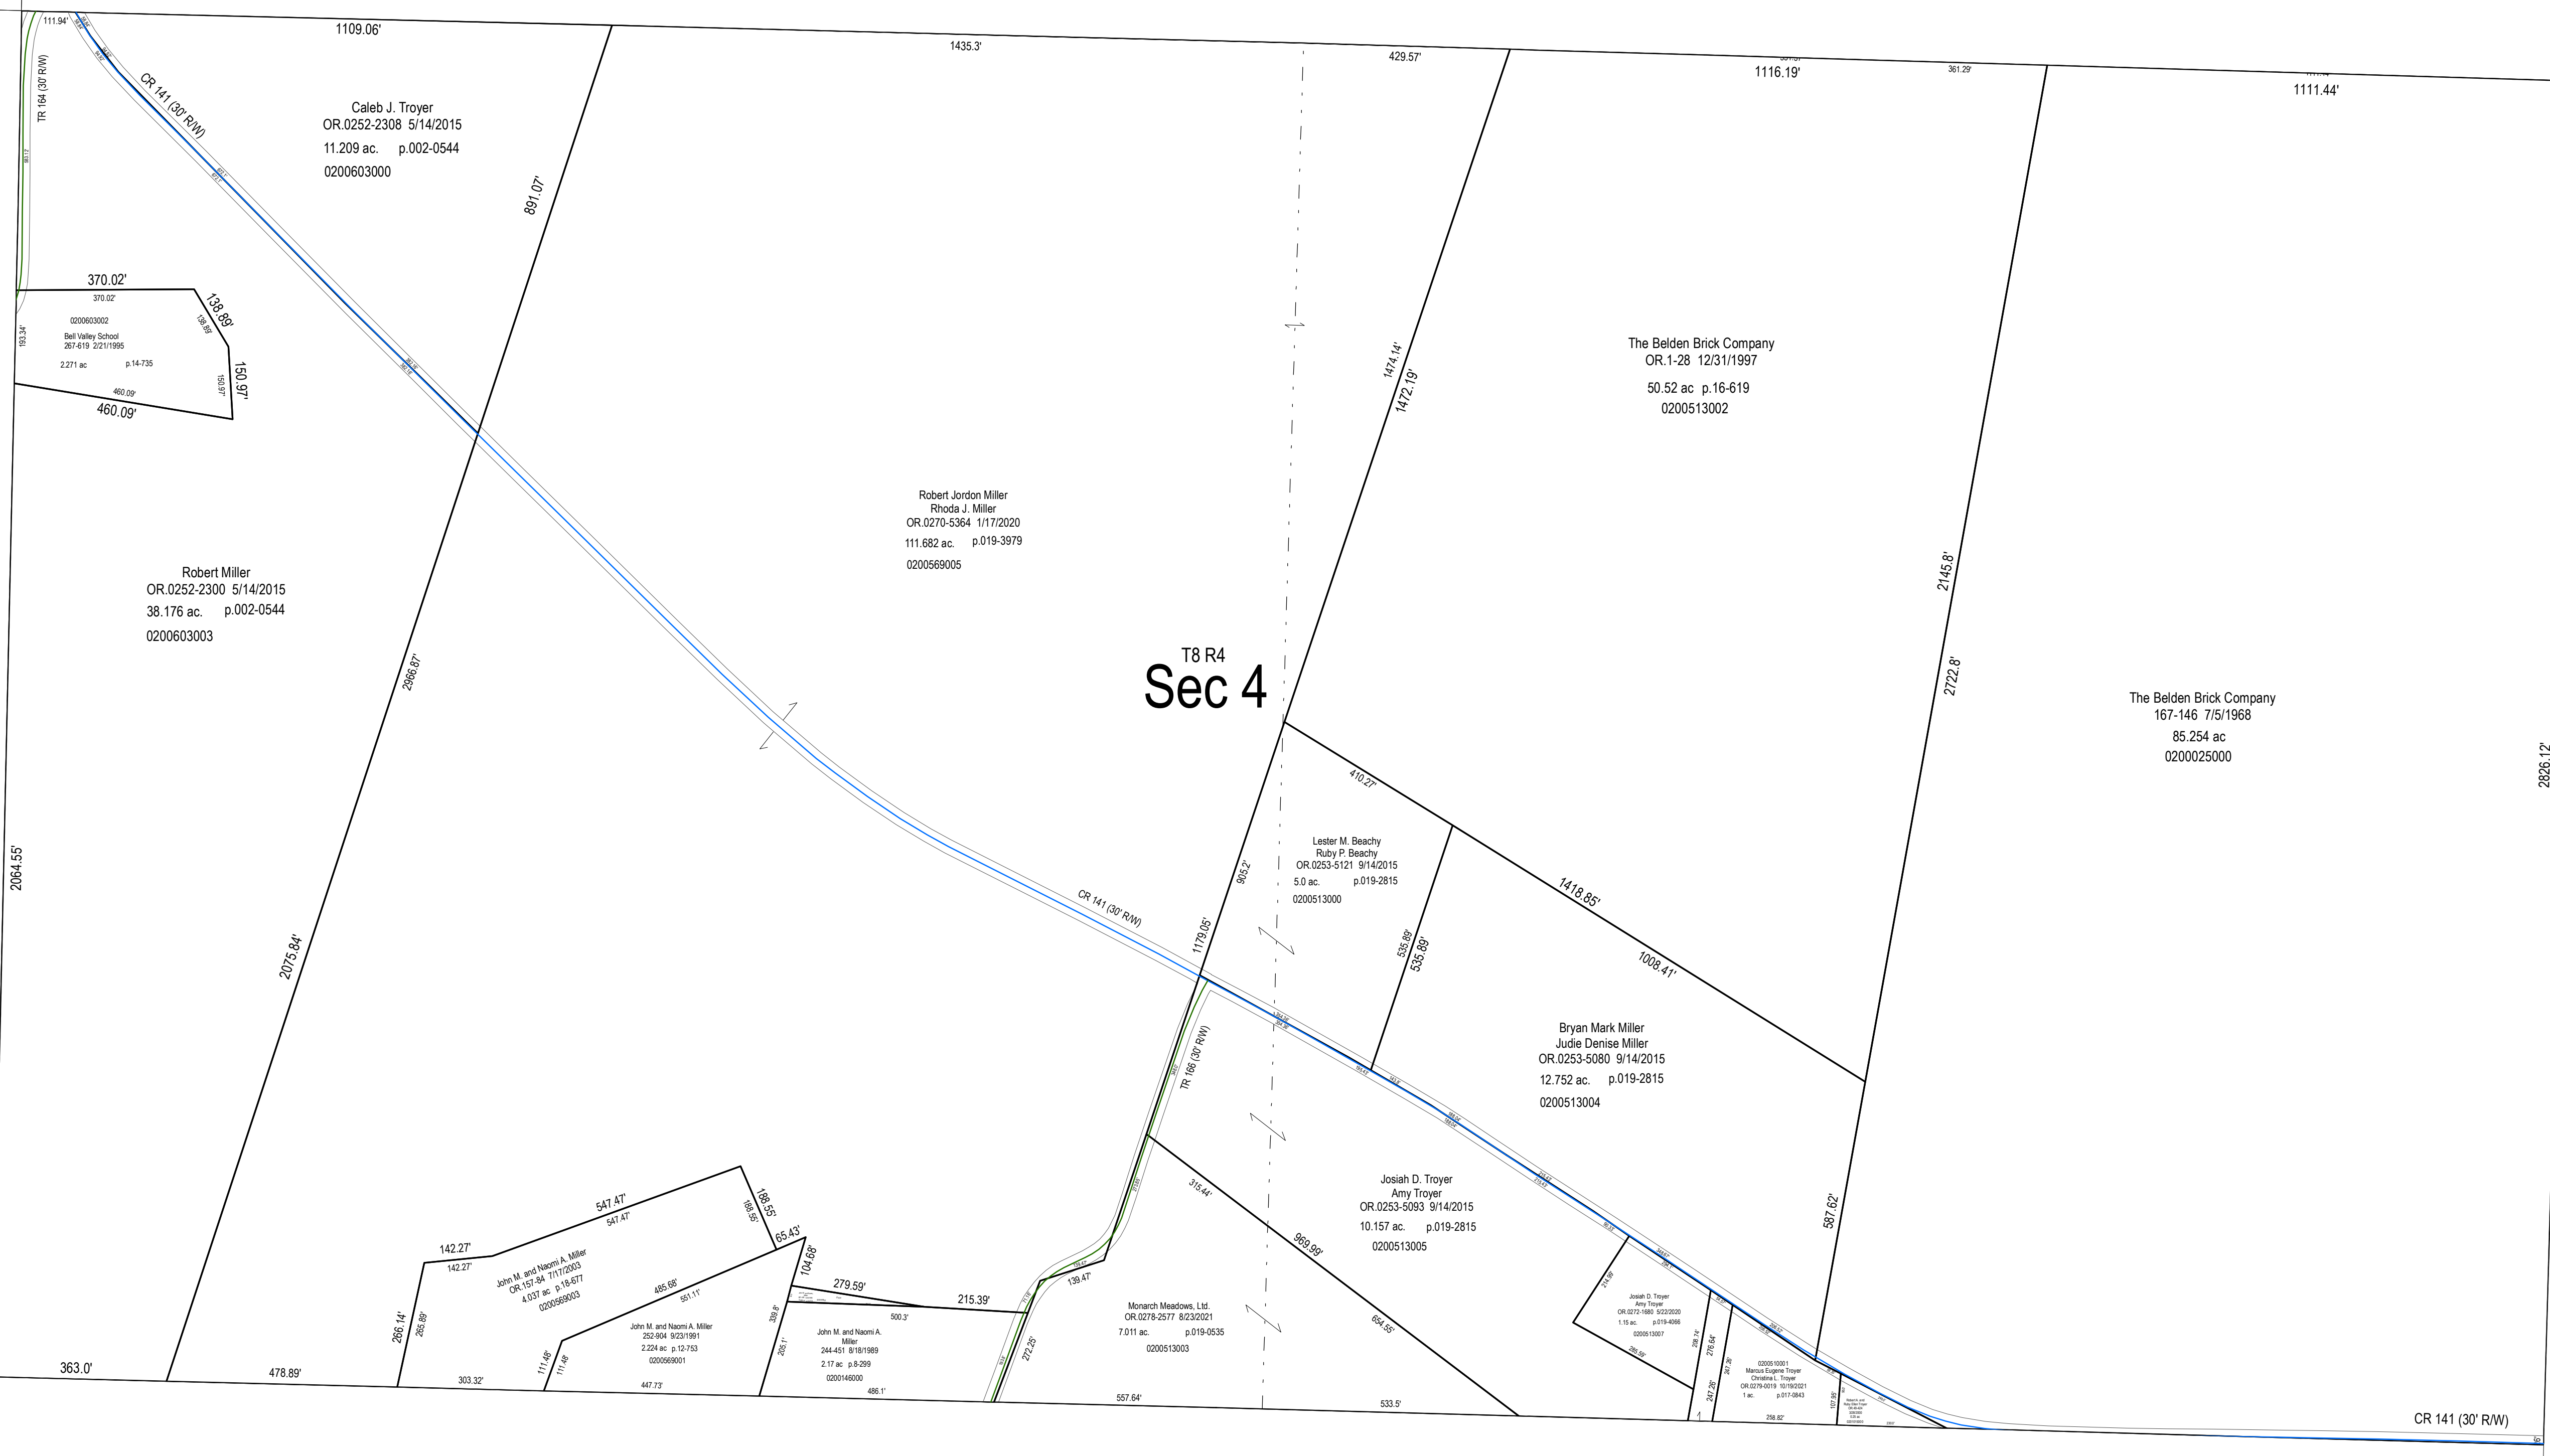 111.94'
1109.06'
1435.3'
429.57'
1116.19'
361.29'
1111.44'
TR 164 (30' R/W)
CR 141 (30' R/W)
Caleb J. Troyer
OR.0252-2308 5/14/2015
11.209 ac. p.002-0544
0200603000
891.07'
370.02'
370.02'
138.89'
138.89'
0200603002
Bell Valley School
267-619 2/21/1995
2.271 ac p.14-735
193.34'
150.97'
150.97'
460.09'
460.09'
1474.14'
1472.19'
The Belden Brick Company
OR.1-28 12/31/1997
50.52 ac p.16-619
0200513002
Robert Jordon Miller
Rhoda J. Miller
OR.0270-5364 1/17/2020
111.682 ac. p.019-3979
0200569005
Robert Miller
OR.0252-2300 5/14/2015
38.176 ac. p.002-0544
0200603003
2145.8'
2722.8'
2966.87'
T8 R4
Sec 4
The Belden Brick Company
167-146 7/5/1968
85.254 ac
0200025000
2826.12'
410.27'
Lester M. Beachy
Ruby P. Beachy
OR.0253-5121 9/14/2015
5.0 ac. p.019-2815
0200513000
905.2'
2064.55'
1418.85'
CR 141 (30' R/W)
1179.05'
535.89'
535.89'
1008.41'
2075.84'
Bryan Mark Miller
Judie Denise Miller
OR.0253-5080 9/14/2015
12.752 ac. p.019-2815
0200513004
TR 166 (30' R/W)
315.44'
Josiah D. Troyer
Amy Troyer
OR.0253-5093 9/14/2015
10.157 ac. p.019-2815
0200513005
587.62'
547.47'
547.47'
188.55'
188.55'
65.43'
142.27'
142.27'
John M. and Naomi A. Miller
OR.157-84 7/17/2003
4.037 ac p.18-677
0200569003
104.68'
969.99'
485.68'
551.11'
279.59'
215.39'
139.47'
214.99'
266.14'
265.89'
339.8'
205.1'
500.3'
272.25'
Monarch Meadows, Ltd.
OR.0278-2577 8/23/2021
7.011 ac. p.019-0535
0200513003
654.55'
Josiah D. Troyer
Amy Troyer
OR.0272-1680 5/22/2020
1.15 ac. p.019-4066
0200513007
285.59'
208.74'
276.64'
John M. and Naomi A. Miller
252-904 9/23/1991
2.224 ac p.12-753
0200569001
John M. and Naomi A.
Miller
244-451 8/18/1989
2.17 ac p.8-299
0200146000
111.48'
111.48'
247.26'
247.26'
0200510001
Marcus Eugene Troyer
Christina L. Troyer
OR.0279-0019 10/19/2021
1 ac. p.017-0843
107.95'
363.0'
478.89'
303.32'
447.73'
486.1'
557.64'
533.5'
258.82'
CR 141 (30' R/W)